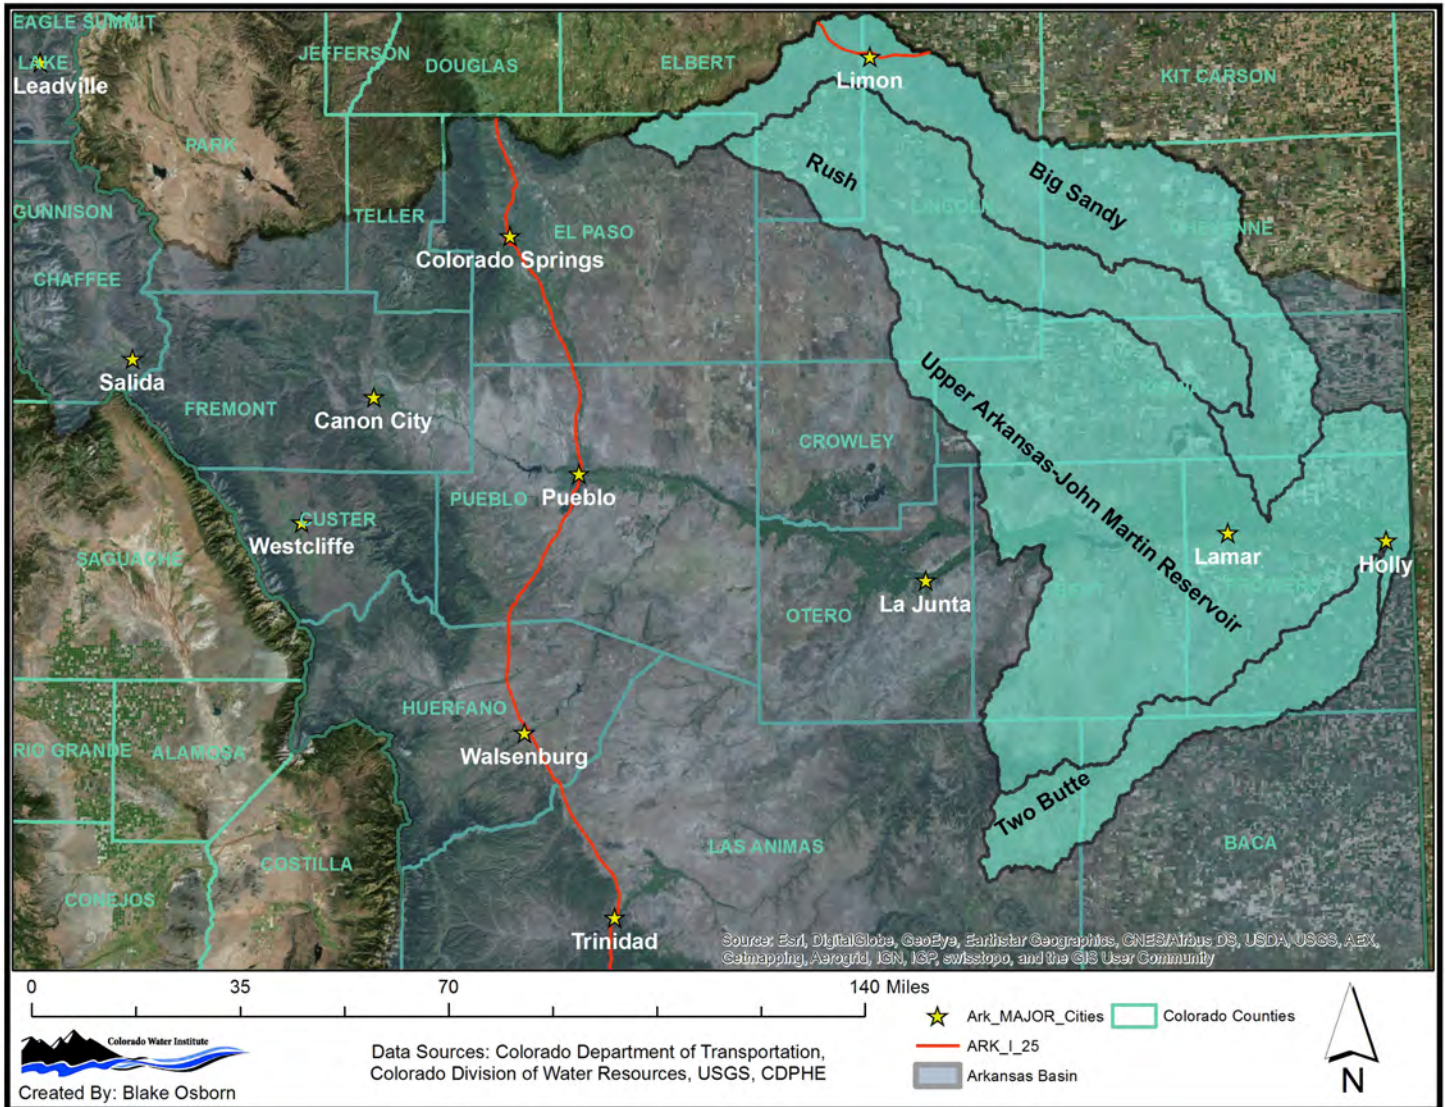 EAGLE SUMMIT
LAKE
Leadville
JEFFERSON
DOUGLAS
ELBERT
Limon
KIT CARSON
PARK
GUNNISON
TELLER
Rush
Big Sandy
LINCOLN
CHEYENNE
EL PASO
Colorado Springs
CHAFFEE
Salida
FREMONT
Canon City
Upper Arkansas-John Martin Reservoir
CROWLEY
PUEBLO
Pueblo
CUSTER
Westcliffe
SAGUACHE
Lamar
Holly
La Junta
OTERO
HUERFANO
Walsenburg
RIO GRANDE
ALAMOSA
Two Butte
LAS ANIMAS
BACA
COSTILLA
CONEJOS
Trinidad
Source: Esri, DigitalGlobe, GeoEye, Earthstar Geographics, CNES/Airbus DS, USDA, USGS, AEX,
Getmapping, Aerogrid, IGN, IGP, swisstopo, and the GIS User Community
0 35 70 140 Miles
Ark_MAJOR_Cities
Colorado Counties
ARK_I_25
Arkansas Basin
N
Colorado Water Institute
Created By: Blake Osborn
Data Sources: Colorado Department of Transportation,
Colorado Division of Water Resources, USGS, CDPHE